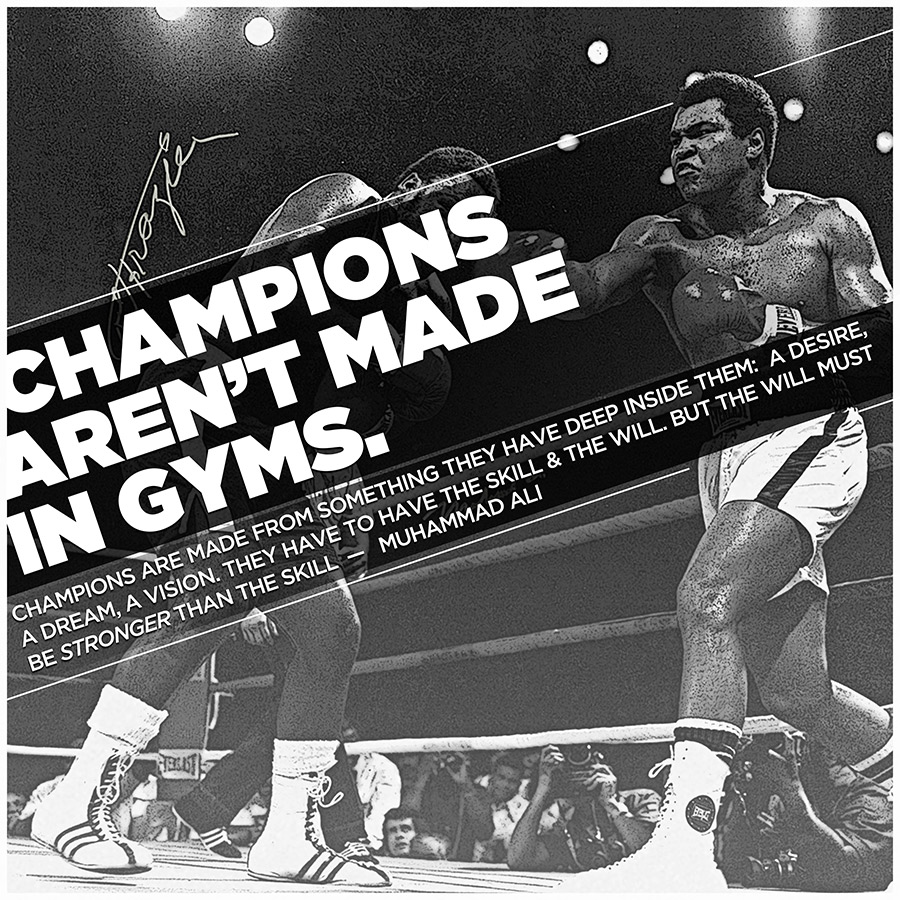 Frazier
CHAMPIONS
AREN'T MADE
IN GYMS.
CHAMPIONS ARE MADE FROM SOMETHING THEY HAVE DEEP INSIDE THEM: A DESIRE,
A DREAM, A VISION. THEY HAVE TO HAVE THE SKILL & THE WILL. BUT THE WILL MUST
BE STRONGER THAN THE SKILL — MUHAMMAD ALI